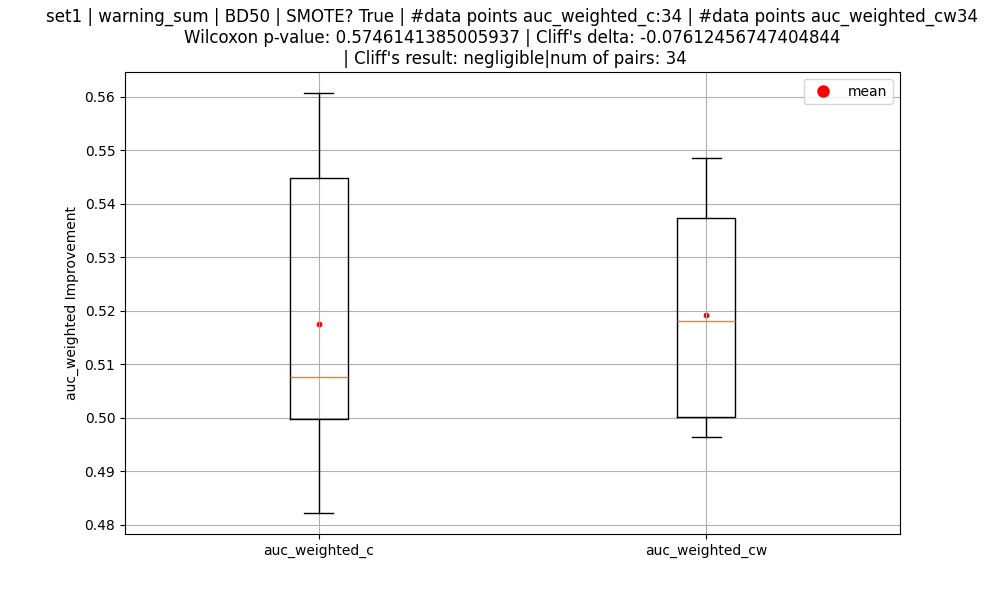 set1 | warning_sum | BD50 | SMOTE? True | #data points auc_weighted_c:34 | #data points auc_weighted_cw34
Wilcoxon p-value: 0.5746141385005937 | Cliff's delta: -0.07612456747404844
| Cliff's result: negligible|num of pairs: 34
mean
auc_weighted Improvement
0.56
0.55
0.54
0.53
0.52
0.51
0.50
0.49
0.48
auc_weighted_c
auc_weighted_cw